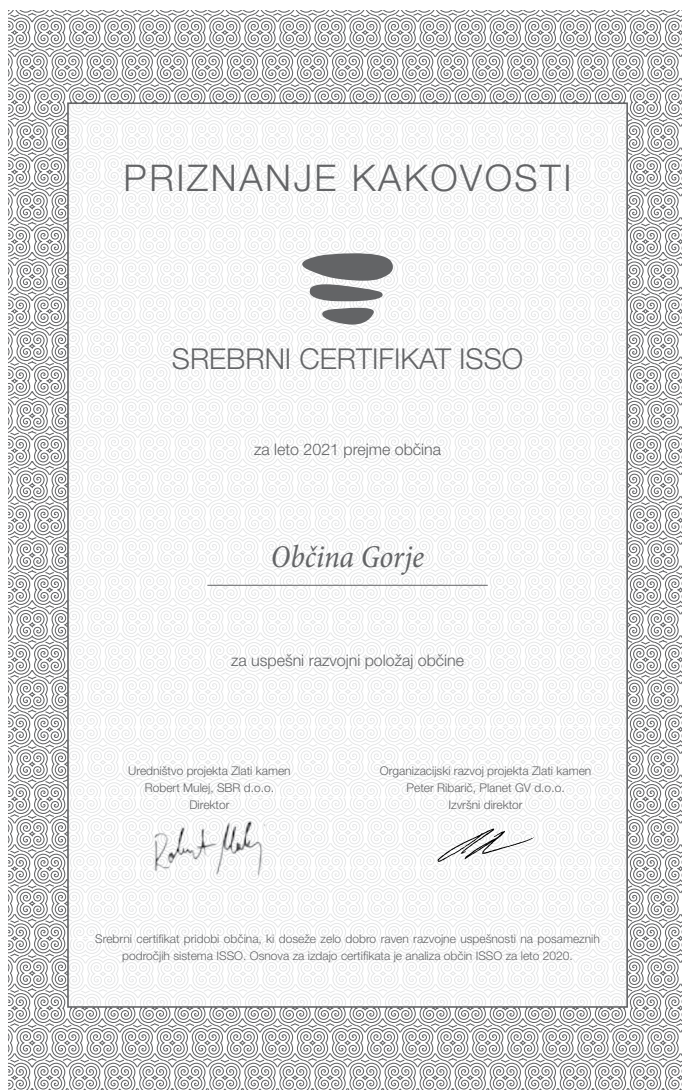 PRIZNANJE KAKOVOSTI
SREBRNI CERTIFIKAT ISSO
za leto 2021 prejme občina
Občina Gorje
za uspešni razvojni položaj občine
Uredništvo projekta Zlati kamen
Robert Mulej, SBR d.o.o.
Direktor
Robert Mulej
Organizacijski razvoj projekta Zlati kamen
Peter Ribarič, Planet GV d.o.o.
Izvršni direktor
Srebrni certifikat pridobi občina, ki doseže zelo dobro raven razvojne uspešnosti na posameznih
področjih sistema ISSO. Osnova za izdajo certifikata je analiza občin ISSO za leto 2020.